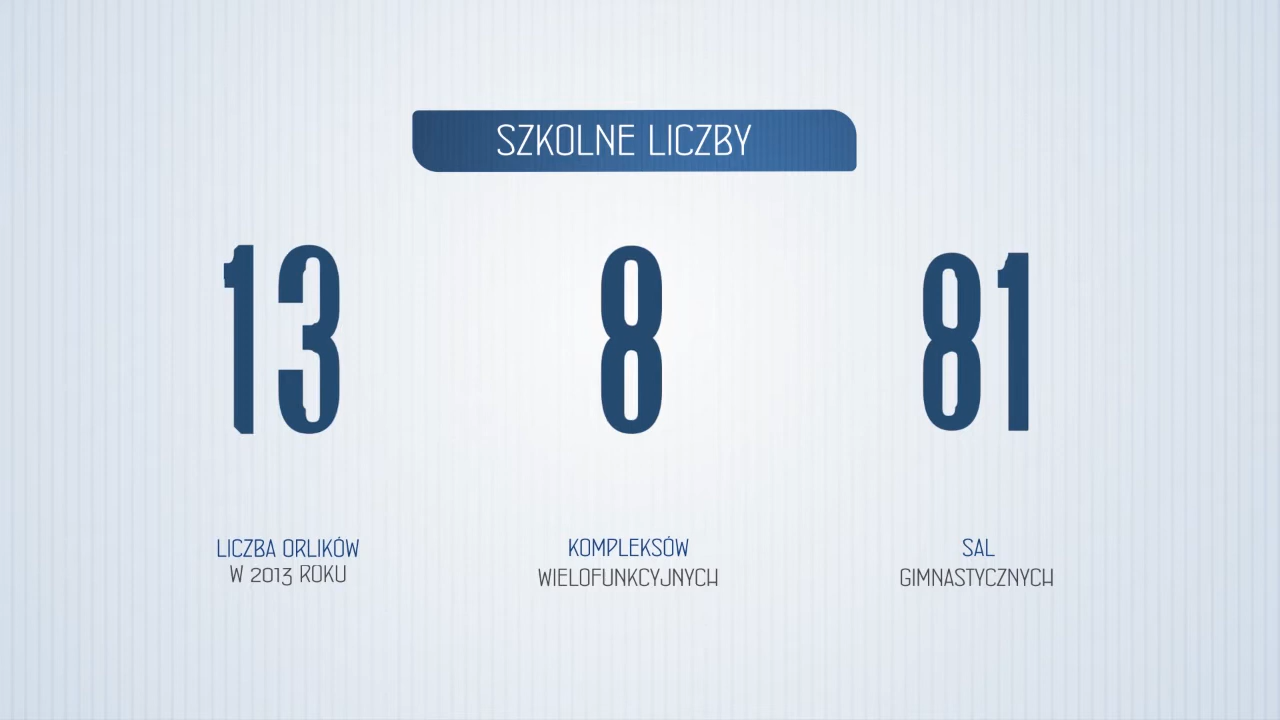 SZKOLNE LICZBY
13
8
81
LICZBA ORLIKÓW
W 2013 ROKU
KOMPLEKSÓW
WIELOFUNKCYJNYCH
SAL
GIMNASTYCZNYCH